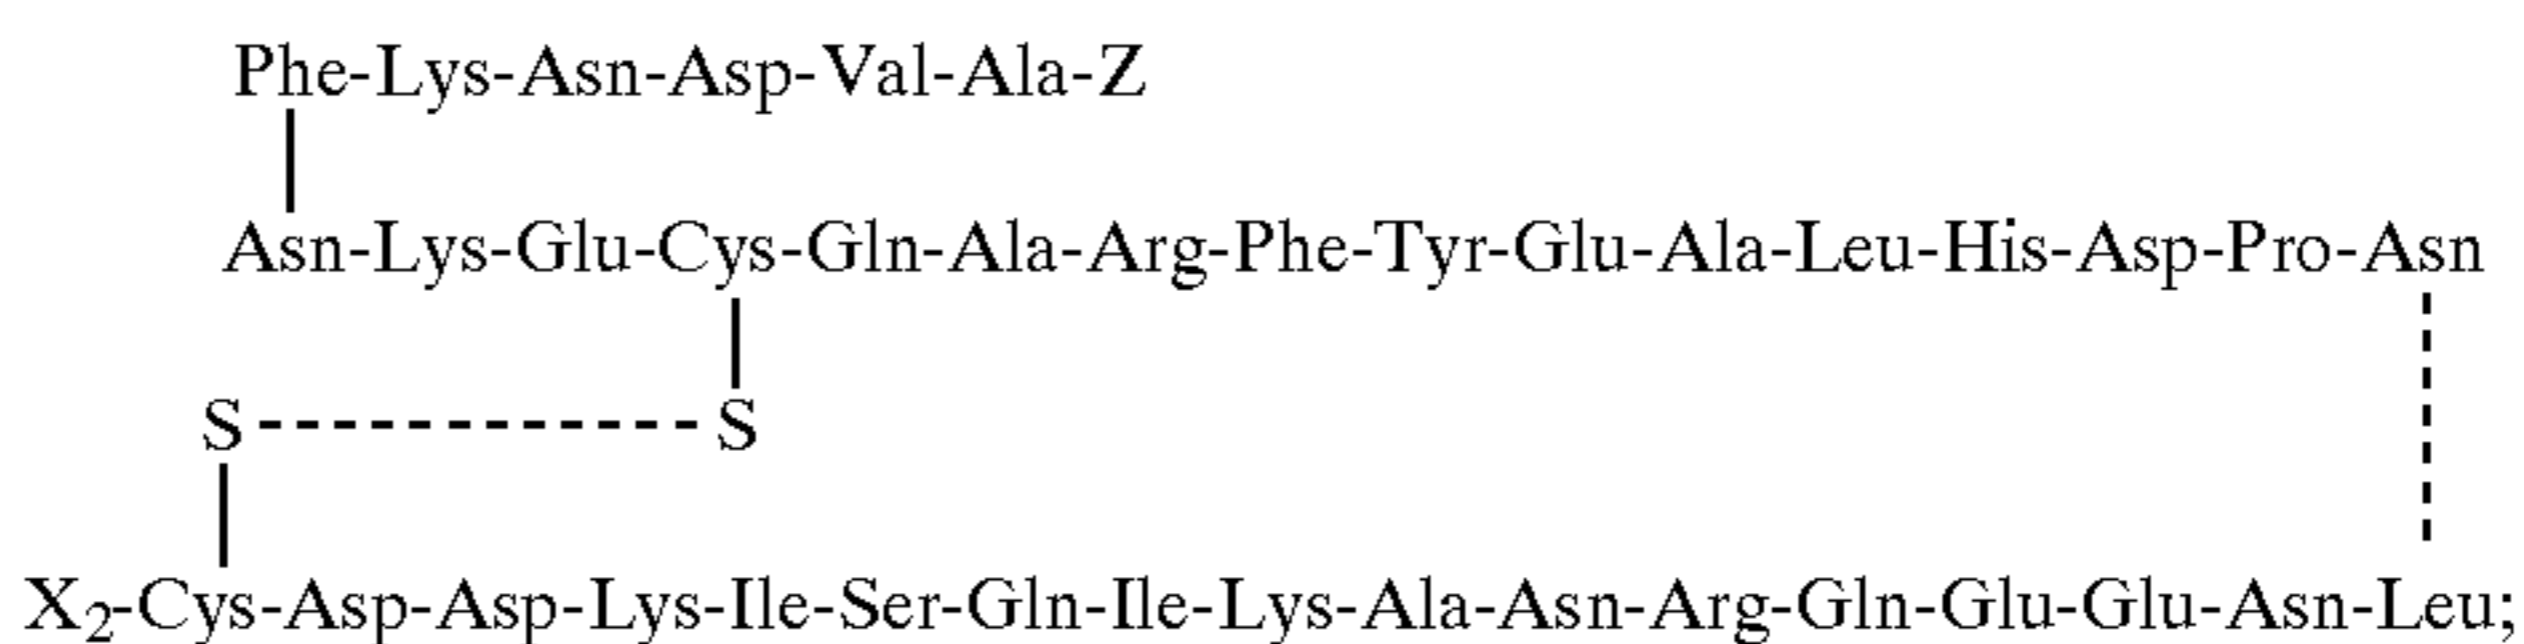 Phe-Lys-Asn-Asp-Val-Ala-Z
Asn-Lys-Glu-Cys-Gln-Ala-Arg-Phe-Tyr-Glu-Ala-Leu-His-Asp-Pro-Asn
S S
X₂-Cys-Asp-Asp-Lys-Ile-Ser-Gln-Ile-Lys-Ala-Asn-Arg-Gln-Glu-Glu-Asn-Leu;